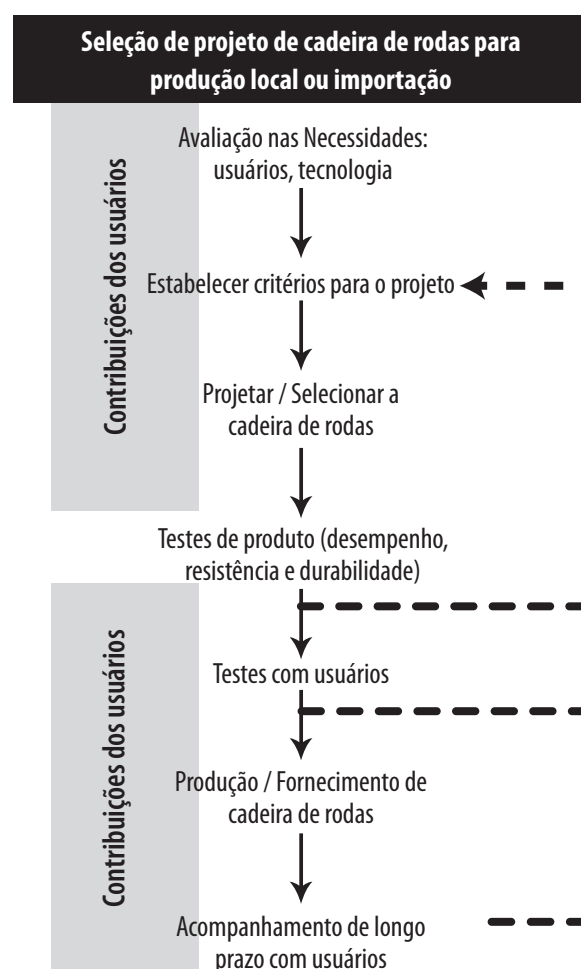 Seleção de projeto de cadeira de rodas para
produção local ou importação
Contribuições dos usuários
Avaliação nas Necessidades:
usuários, tecnologia
Estabelecer critérios para o projeto
Projetar / Selecionar a
cadeira de rodas
Testes de produto (desempenho,
resistência e durabilidade)
Contribuições dos usuários
Testes com usuários
Produção / Fornecimento de
cadeira de rodas
Acompanhamento de longo
prazo com usuários